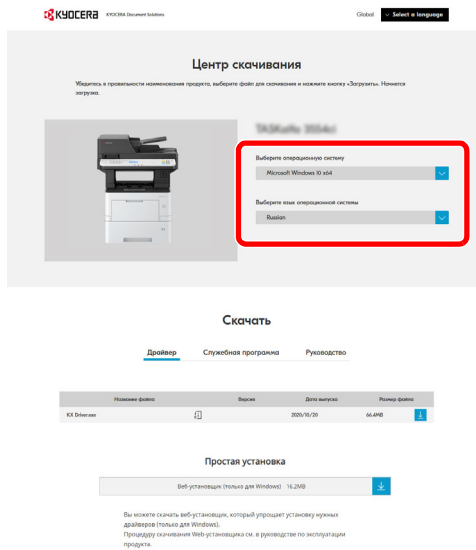 KYOCERA KYOCERA Document Solutions Global Select a language
Центр скачивания
Убедитесь в правильности наименования продукта, выберите файл для скачивания и нажмите кнопку «Загрузить». Начнется
загрузка.
Выберите операционную систему
Microsoft Windows 10 x64
Выберите язык операционной системы
Russian
Скачать
Драйвер Служебная программа Руководство
Название файла Версия Дата выпуска Размер файла
KX Driver.exe 2020/10/20 66.4MB
Простая установка
Веб-установщик (только для Windows) 16.2MB
Вы можете скачать веб-установщик, который упрощает установку нужных
драйверов (только для Windows).
Процедуру скачивания Web-установщика см. в руководстве по эксплуатации
продукта.